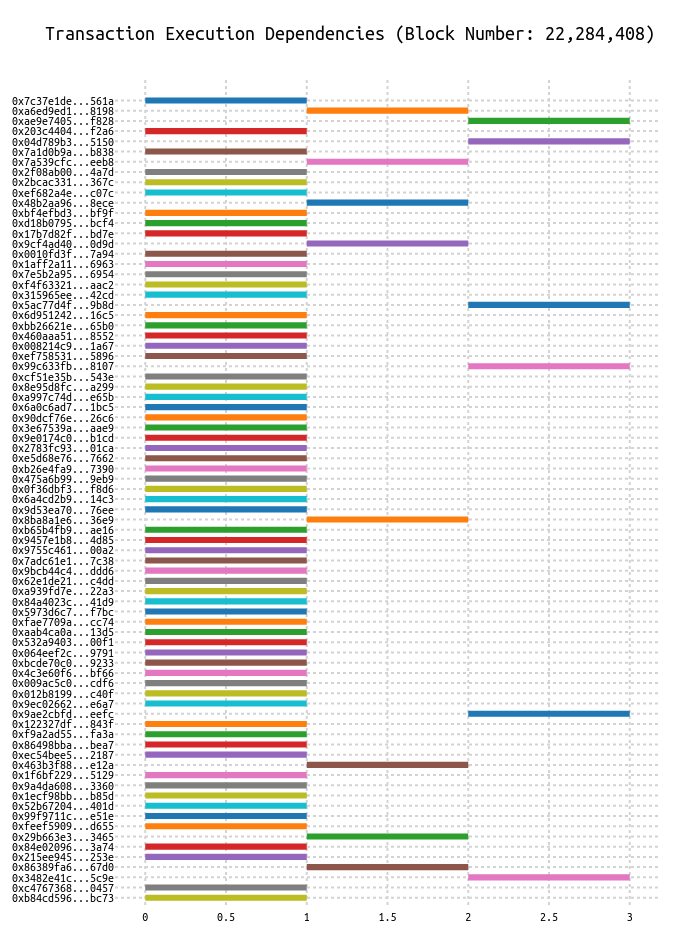 Transaction Execution Dependencies (Block Number: 22,284,408)
0x7c37e1de...561a
0xa6ed9ed1...8198
0xae9e7405...f828
0x203c4404...f2a6
0x04d789b3...5150
0x7a1d0b9a...b838
0x7a539cfc...eeb8
0x2f08ab00...4a7d
0x2bcac331...367c
0xef682a4e...c07c
0x48b2aa96...8ece
0xbf4efbd3...bf9f
0xd18b0795...bcf4
0x17b7d82f...bd7e
0x9cf4ad40...0d9d
0x0010fd3f...7a94
0x1aff2a11...6963
0x7e5b2a95...6954
0xf4f63321...aac2
0x315965ee...42cd
0x5ac77d4f...9b8d
0x6d951242...16c5
0xbb26621e...65b0
0x460aaa51...8552
0x008214c9...1a67
0xef758531...5896
0x99c633fb...8107
0xcf51e35b...543e
0x8e95d8fc...a299
0xa997c74d...e65b
0x6a0c6ad7...1bc5
0x90dcf76e...26c6
0x3e67539a...aae9
0x9e0174c0...b1cd
0x2783fc93...01ca
0xe5d68e76...7662
0xb26e4fa9...7390
0x475a6b99...9eb9
0x0f36dbf3...f8d6
0x6a4cd2b9...14c3
0x9d53ea70...76ee
0x8ba8a1e6...36e9
0xb65b4fb9...ae16
0x9457e1b8...4d85
0x9755c461...00a2
0x7adc61e1...7c38
0x9bcb44c4...ddd6
0x62e1de21...c4dd
0xa939fd7e...22a3
0x84a4023c...41d9
0x5973d6c7...f7bc
0xfae7709a...cc74
0xaab4ca0a...13d5
0x532a9403...00f1
0x064eef2c...9791
0xbcde70c0...9233
0x4c3e60f6...bf66
0x009ac5c0...cdf6
0x012b8199...c40f
0x9ec02662...e6a7
0x9ae2cbfd...eefc
0x122327df...843f
0xf9a2ad55...fa3a
0x86498bba...bea7
0xec54bee5...2187
0x463b3f88...e12a
0x1f6bf229...5129
0x9a4da608...3360
0x1ecf98bb...b85d
0x52b67204...401d
0x99f9711c...e51e
0xfeef5909...d655
0x29b663e3...3465
0x84e02096...3a74
0x215ee945...253e
0x86389fa6...67d0
0x3482e41c...5c9e
0xc4767368...0457
0xb84cd596...bc73
0 0.5 1 1.5 2 2.5 3